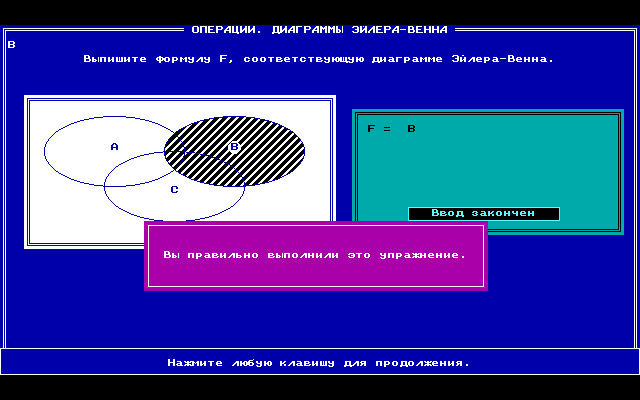 ОПЕРАЦИИ. ДИАГРАММЫ ЭЙЛЕРА-ВЕННА
В
Выпишите формулу F, соответствующую диаграмме Эйлера-Венна.
A
B
C
F = B
Ввод закончен
Вы правильно выполнили это упражнение.
Нажмите любую клавишу для продолжения.